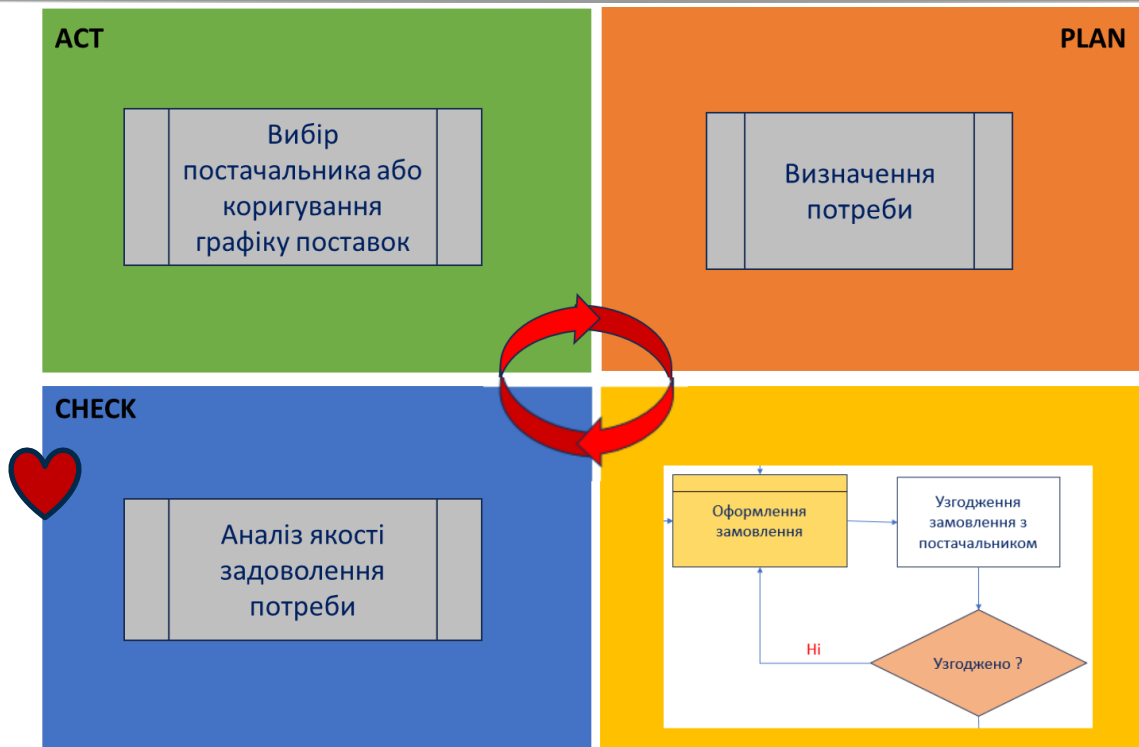 ACT
Вибір
постачальника або
коригування
графіку поставок
PLAN
Визначення
потреби
CHECK
Аналіз якості
задоволення
потреби
Оформлення
замовлення
Узгодження
замовлення з
постачальником
Узгоджено ?
Ні